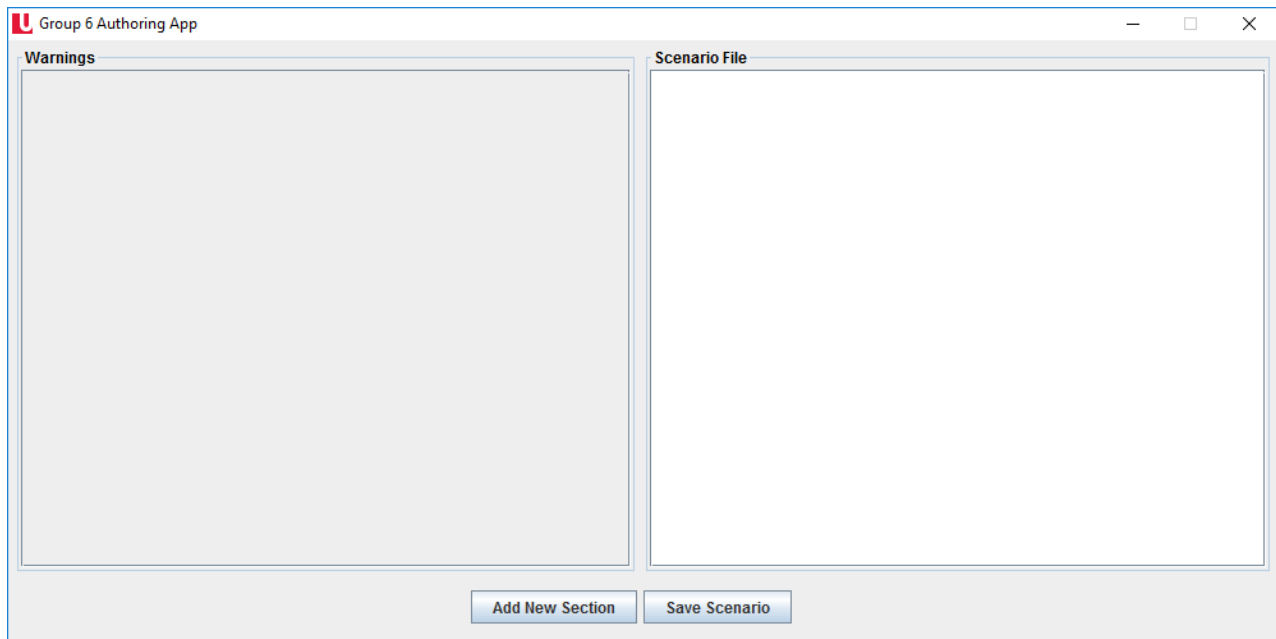 Group 6 Authoring App
Warnings
Scenario File
Add New Section
Save Scenario